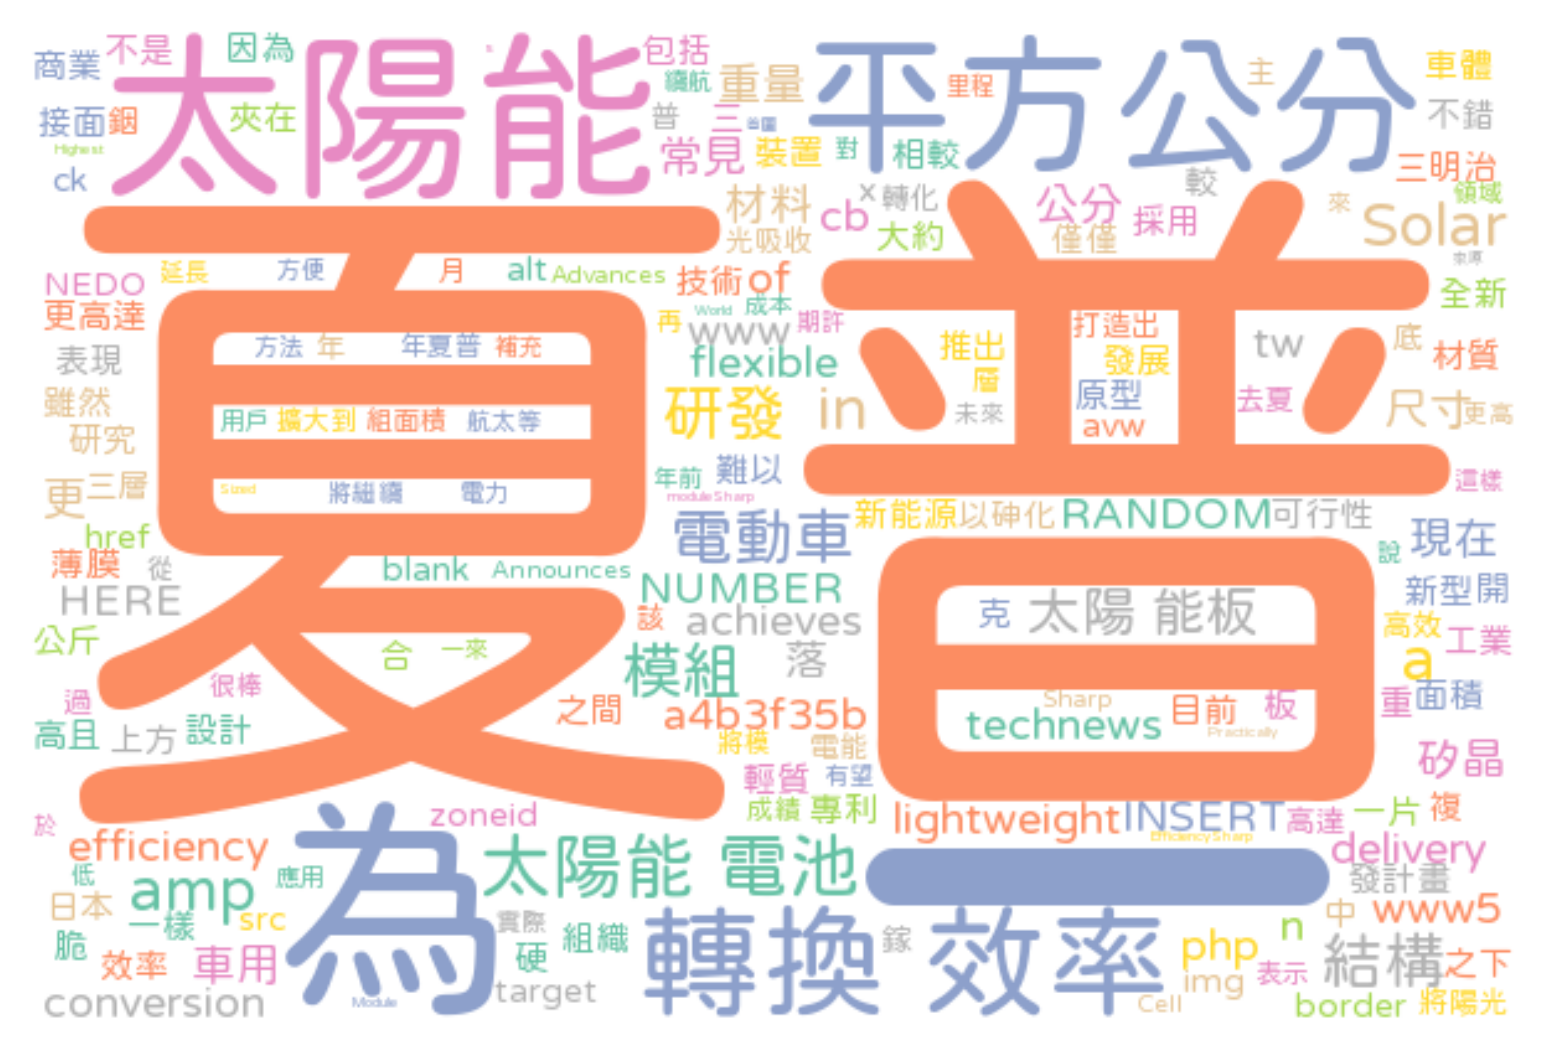 商業 不是 因為 太陽能 包括 平方公分 車體
接面 銦 夾在 續航 重量 里程 主 不錯
Highest 普 三 常見 裝置 對 相較 三明治
ck 材料 cb x 轉化 較 公分 採用 來 領域
光吸收 大約 僅僅 Solar
夏普
NEDO 延長 方便 月 alt Advances 技術 of 全新
更高達 World 成本 再 www 期許 打造出 底
表現 方法 年 年夏普 補充 flexible 推出 發展 tw 材質
雖然 層 原型 去夏 尺寸 更高
研究 用戶 擴大到 組面積 航太等 研發 in 未來 avw
更 三層 Sized 將繼續 電力 年前 難以 這樣
module Sharp
href 電動車 新能源 以砷化 RANDOM 可行性 現在
薄膜 從 blank Announces 說
HERE NUMBER 克 太陽 能板 新型 開
公斤 該 achieves 高效 工業
合 一來 模組 落 a
過 很棒 之間 a4b3f35b Sharp 目前 板 重 面積
高且 上方 設計 將模 電能 technews Practically
輕質 有望 矽晶
於 zoneid 成績 專利 lightweight INSERT 高達 一片 複
efficiency 太陽能 電池 Efficiency Sharp delivery
低 amp 應用 為 一 發計畫
日本 一樣 src 實際 轉換 效率 中 www5
脆 硬 組織 鎵 n
效率 車用 php 表示 結構 之下
conversion Module target Cell img border 將陽光